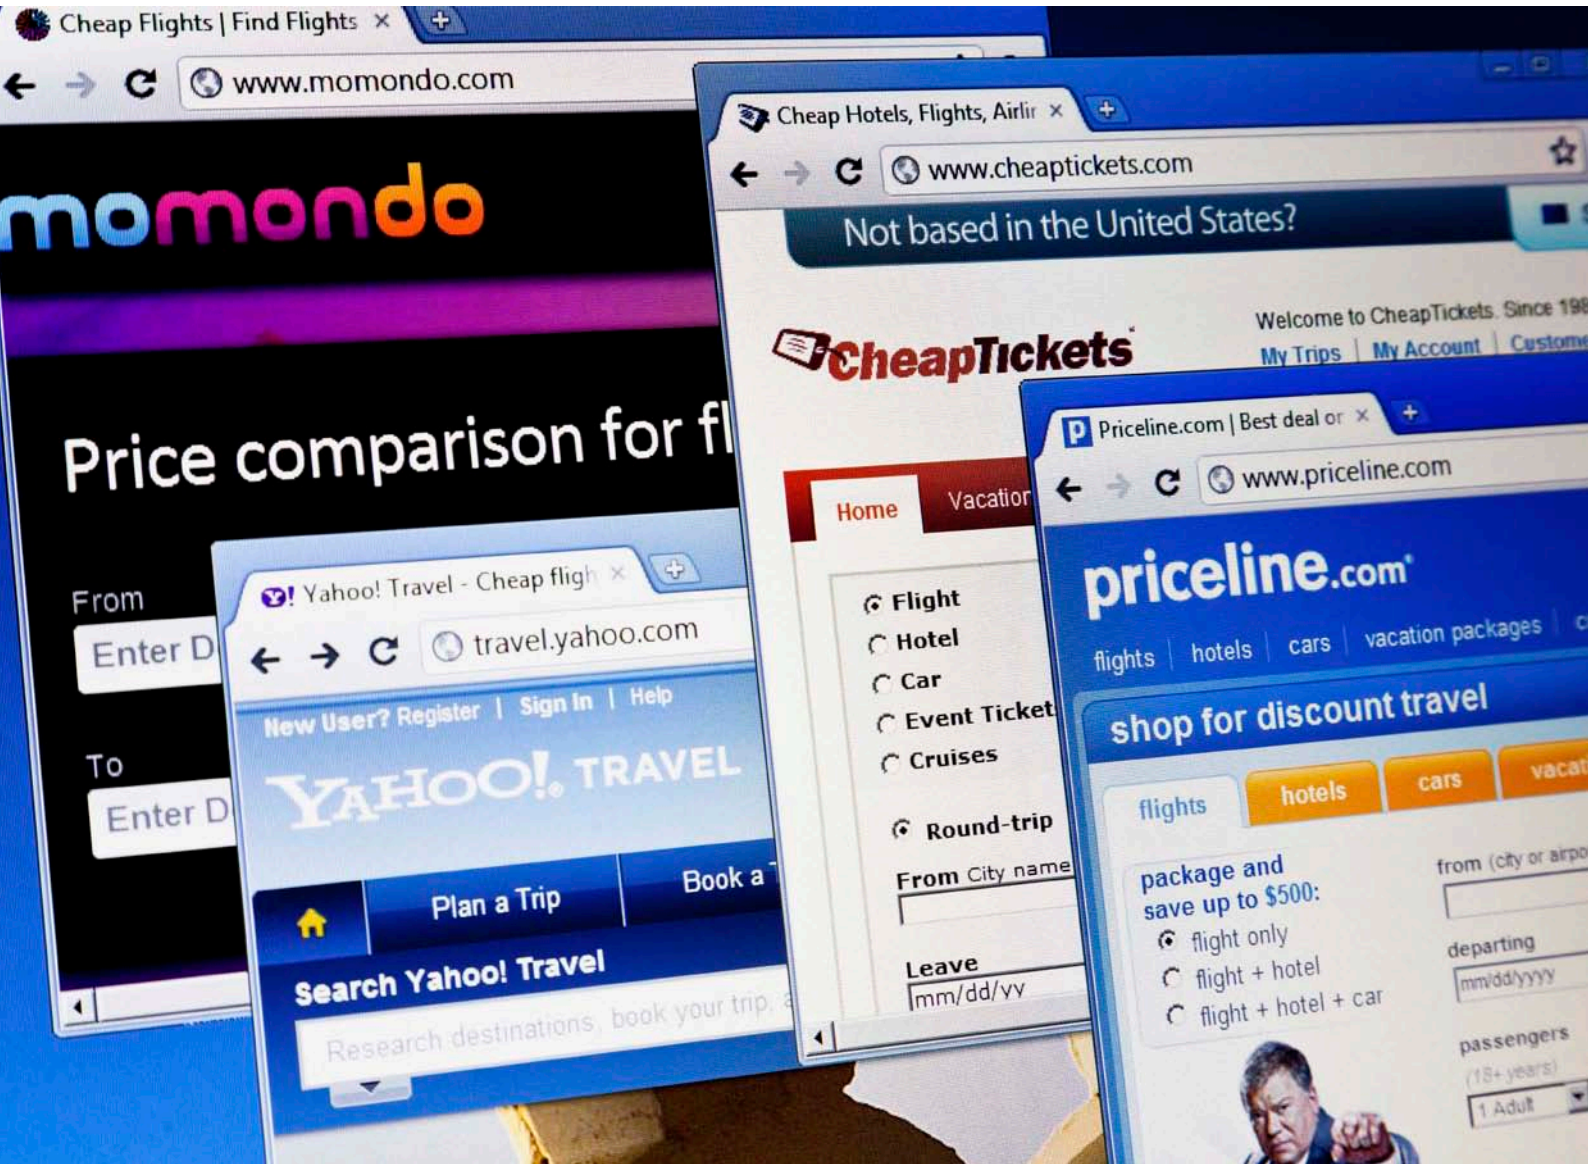 Cheap Flights | Find Flights
www.momondo.com
momondo
Price comparison for fl
From
Enter D
To
Enter D
Yahoo! Travel - Cheap fligh
travel.yahoo.com
New User? Register | Sign In | Help
YAHOO! TRAVEL
Plan a Trip
Book a T
Search Yahoo! Travel
Research destinations, book your trip, a
Cheap Hotels, Flights, Airlin
www.cheaptickets.com
Not based in the United States?
CheapTickets
Welcome to CheapTickets. Since 198
My Trips | My Account | Custome
Home
Vacation
Flight
Hotel
Car
Event Ticket
Cruises
Round-trip
From City name
Leave
mm/dd/yy
Priceline.com | Best deal or
www.priceline.com
priceline.com
flights | hotels | cars | vacation packages | c
shop for discount travel
flights
hotels
cars
vacat
package and
save up to $500:
flight only
flight + hotel
flight + hotel + car
from (city or airpo
departing
mm/dd/yyyy
passengers
(18+ years)
1 Adult